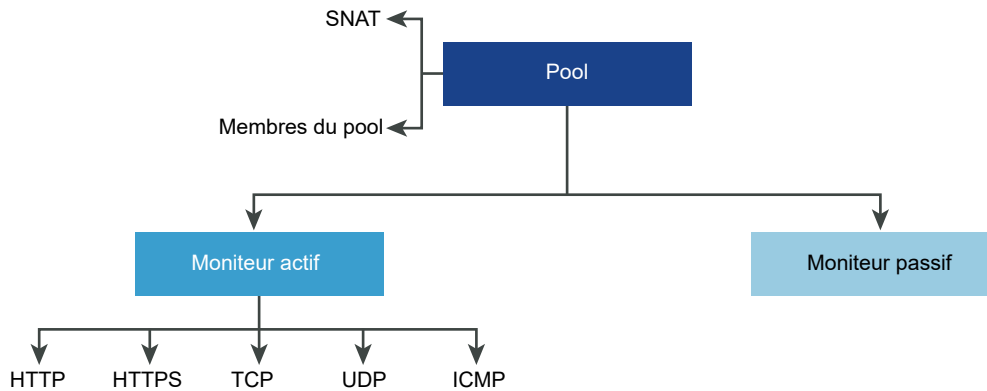 SNAT
Pool
Membres du pool
Moniteur actif
Moniteur passif
HTTP
HTTPS
TCP
UDP
ICMP